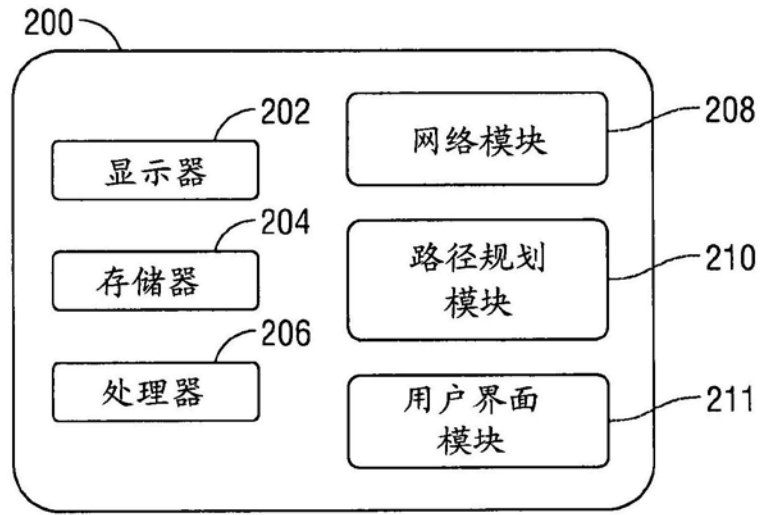 200
202
显示器
204
存储器
206
处理器
网络模块
208
路径规划
模块
210
用户界面
模块
211